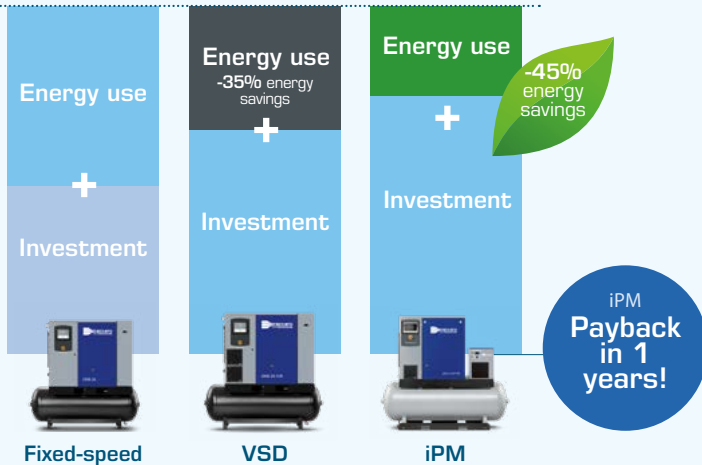 Energy use
+
Investment
Fixed-speed
Energy use
-35% energy
savings
+
Investment
VSD
Energy use
-45%
energy
savings
+
Investment
iPM
iPM
Payback
in 1
years!